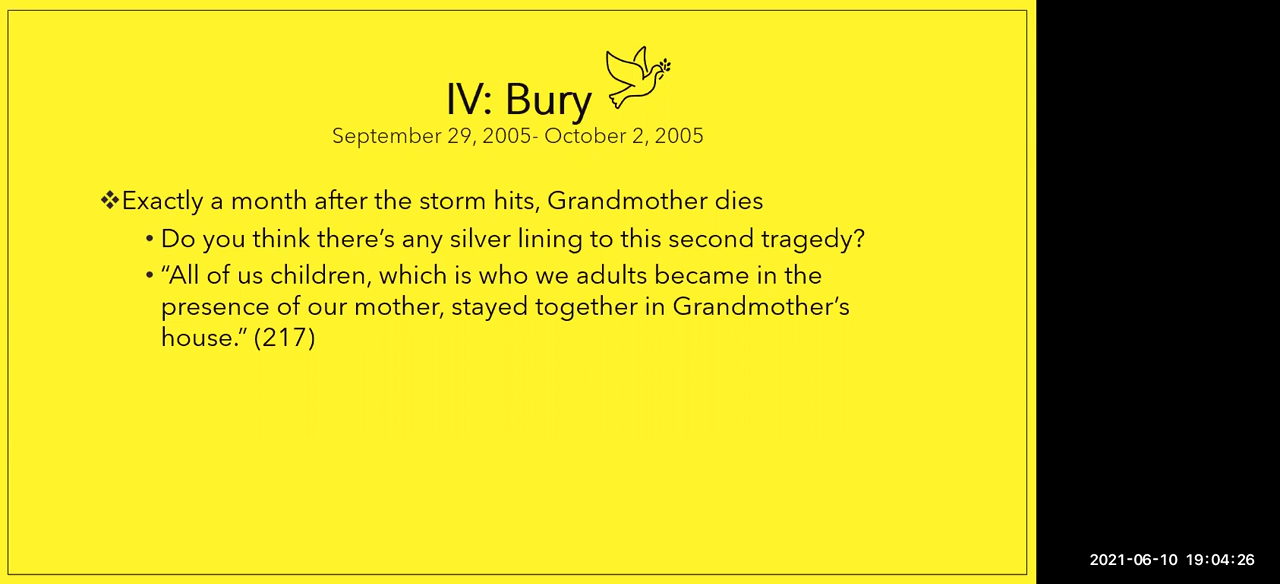 IV: Bury
September 29, 2005- October 2, 2005
❖Exactly a month after the storm hits, Grandmother dies
• Do you think there’s any silver lining to this second tragedy?
• “All of us children, which is who we adults became in the
presence of our mother, stayed together in Grandmother’s
house.” (217)
2021-06-10 19:04:26